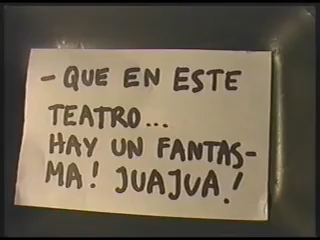 - QUE EN ESTE
TEATRO...
HAY UN FANTAS-
MA! JUAJUA!